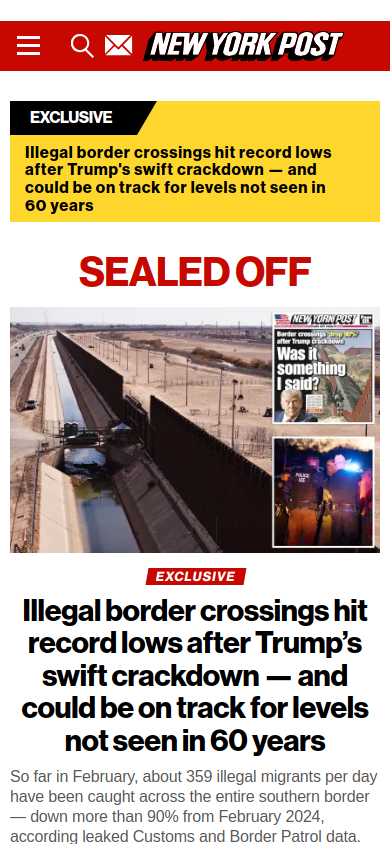 NEW YORK POST
EXCLUSIVE
Illegal border crossings hit record lows
after Trump's swift crackdown — and
could be on track for levels not seen in
60 years
SEALED OFF
NEW YORK POST
Border crossings 'drop 90%'
after Trump crackdown
Was it
something
I said?
POLICE
ICE
EXCLUSIVE
Illegal border crossings hit
record lows after Trump’s
swift crackdown — and
could be on track for levels
not seen in 60 years
So far in February, about 359 illegal migrants per day
have been caught across the entire southern border
— down more than 90% from February 2024,
according leaked Customs and Border Patrol data.